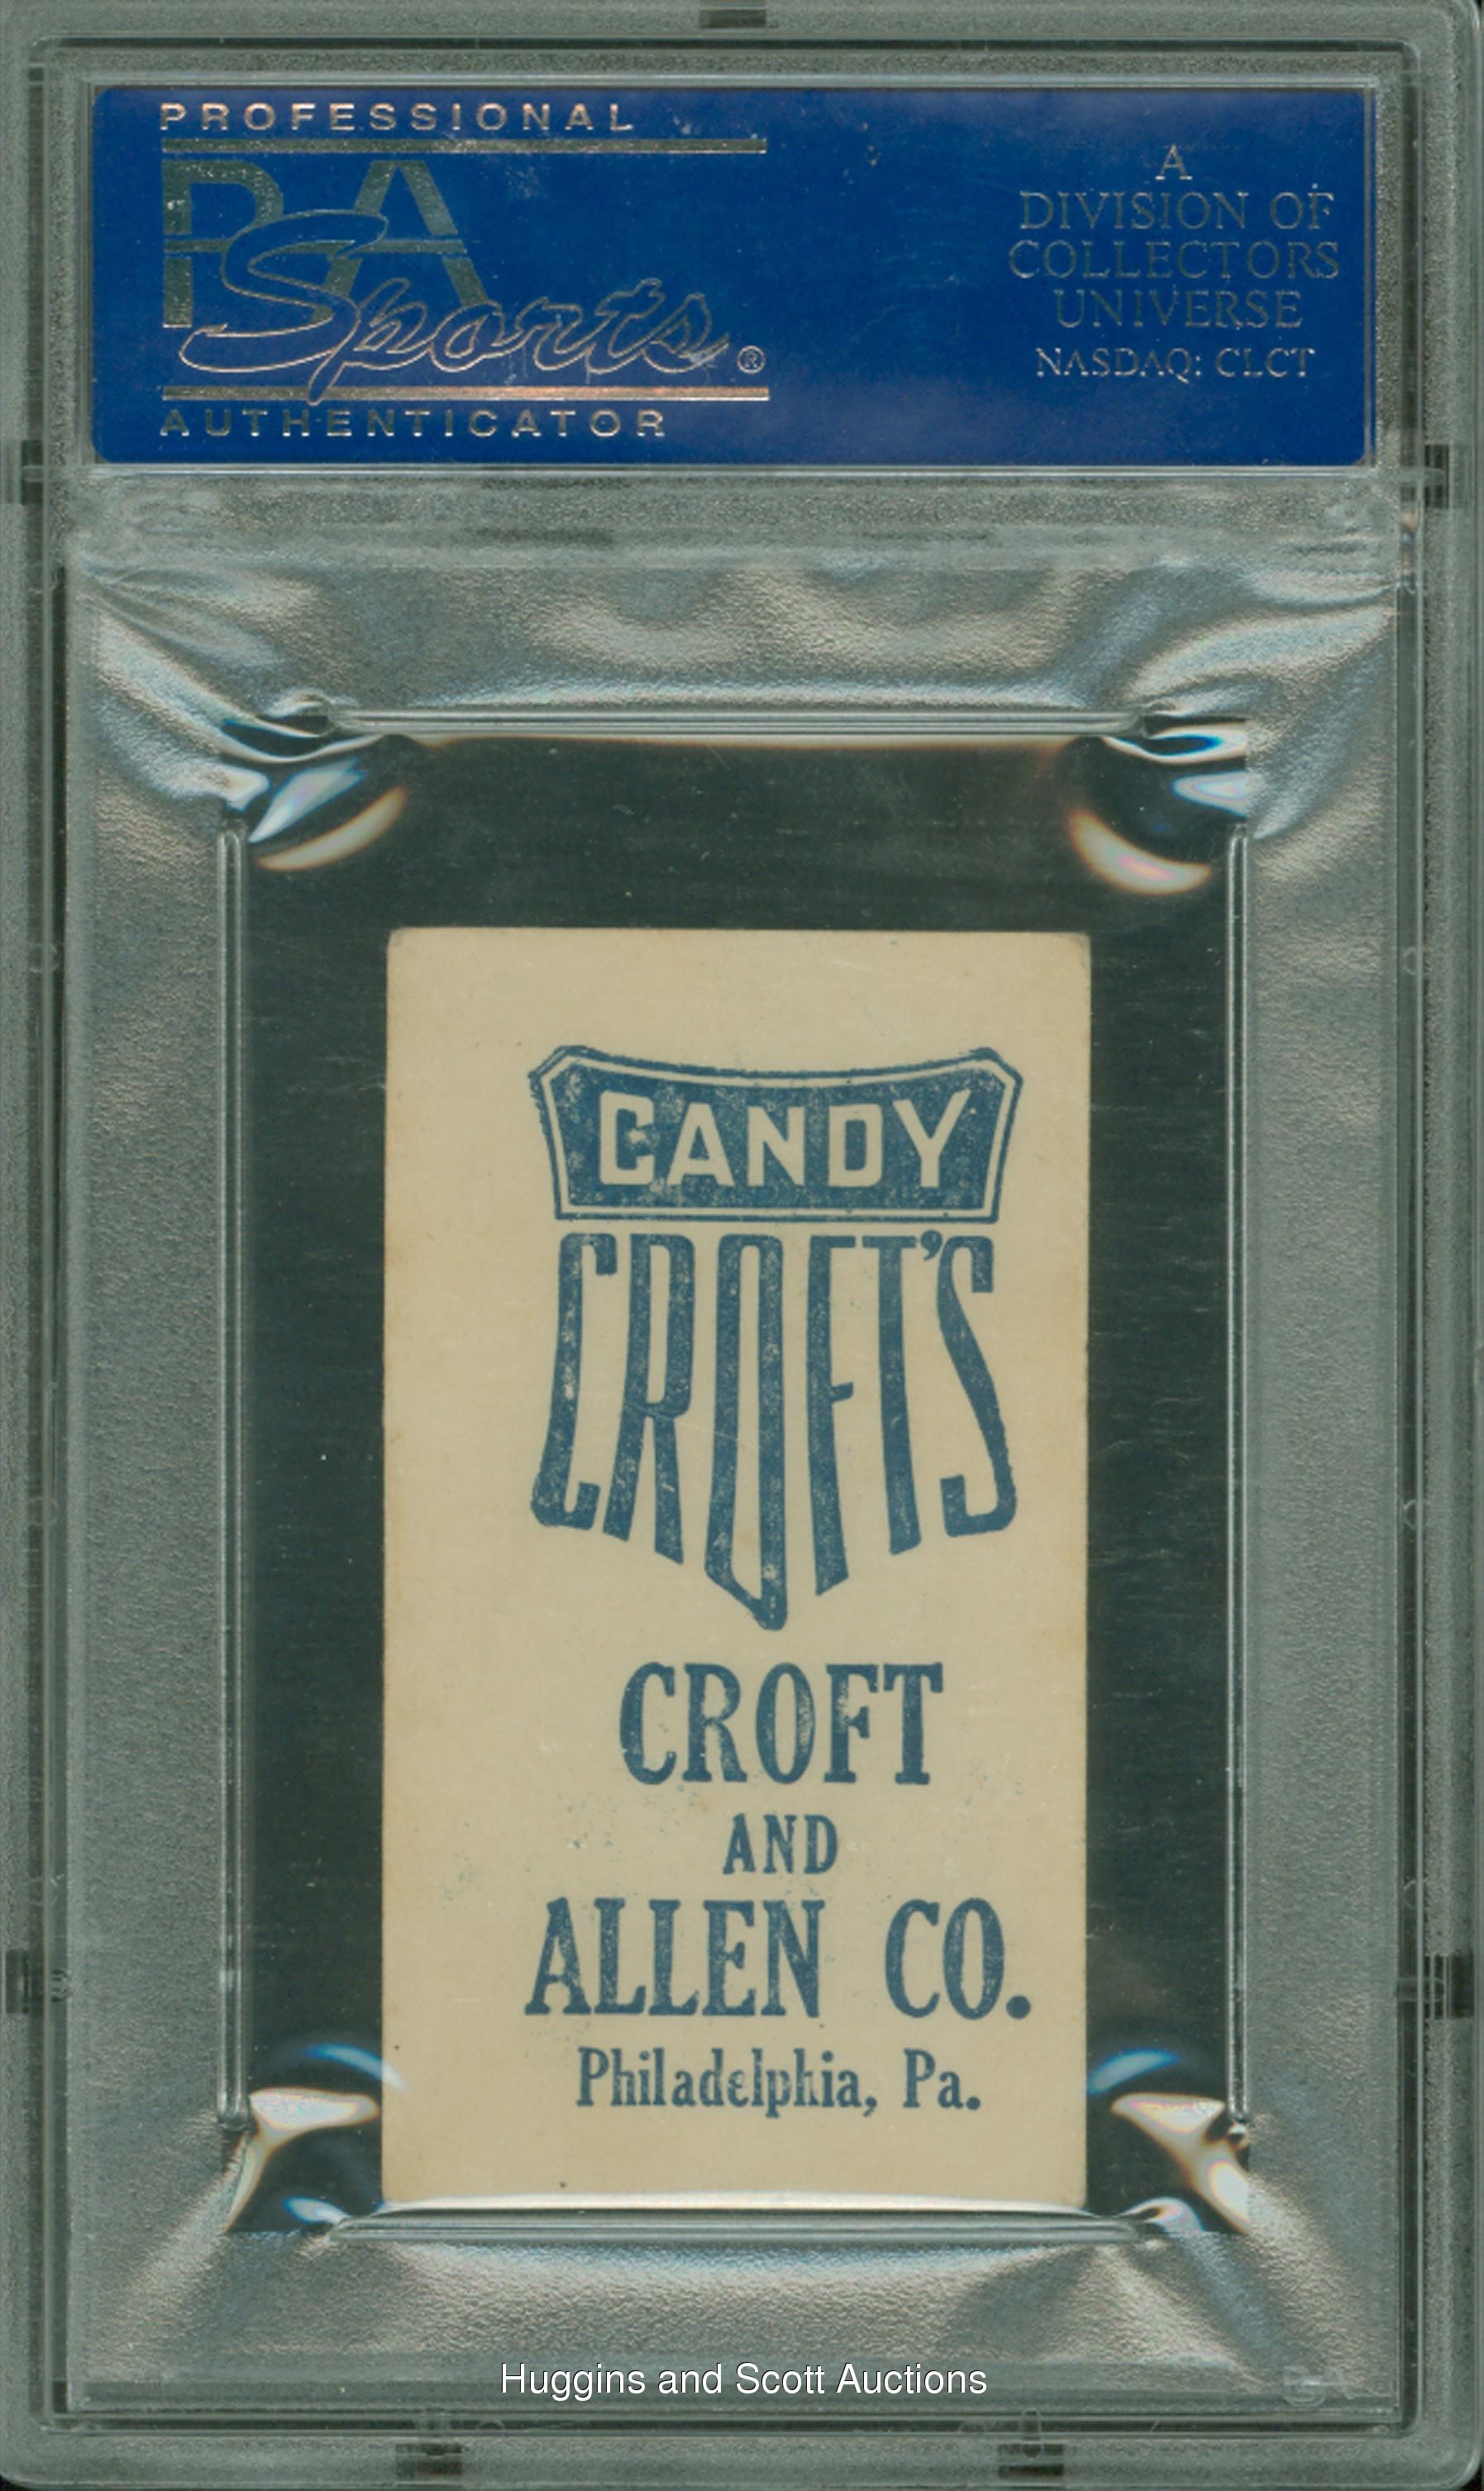 PROFESSIONAL
PSA
Sports®
AUTHENTICATOR
A
DIVISION OF
COLLECTORS
UNIVERSE
NASDAQ: CLCT
CANDY
CROFT'S
CROFT
AND
ALLEN CO.
Philadelphia, Pa.
Huggins and Scott Auctions